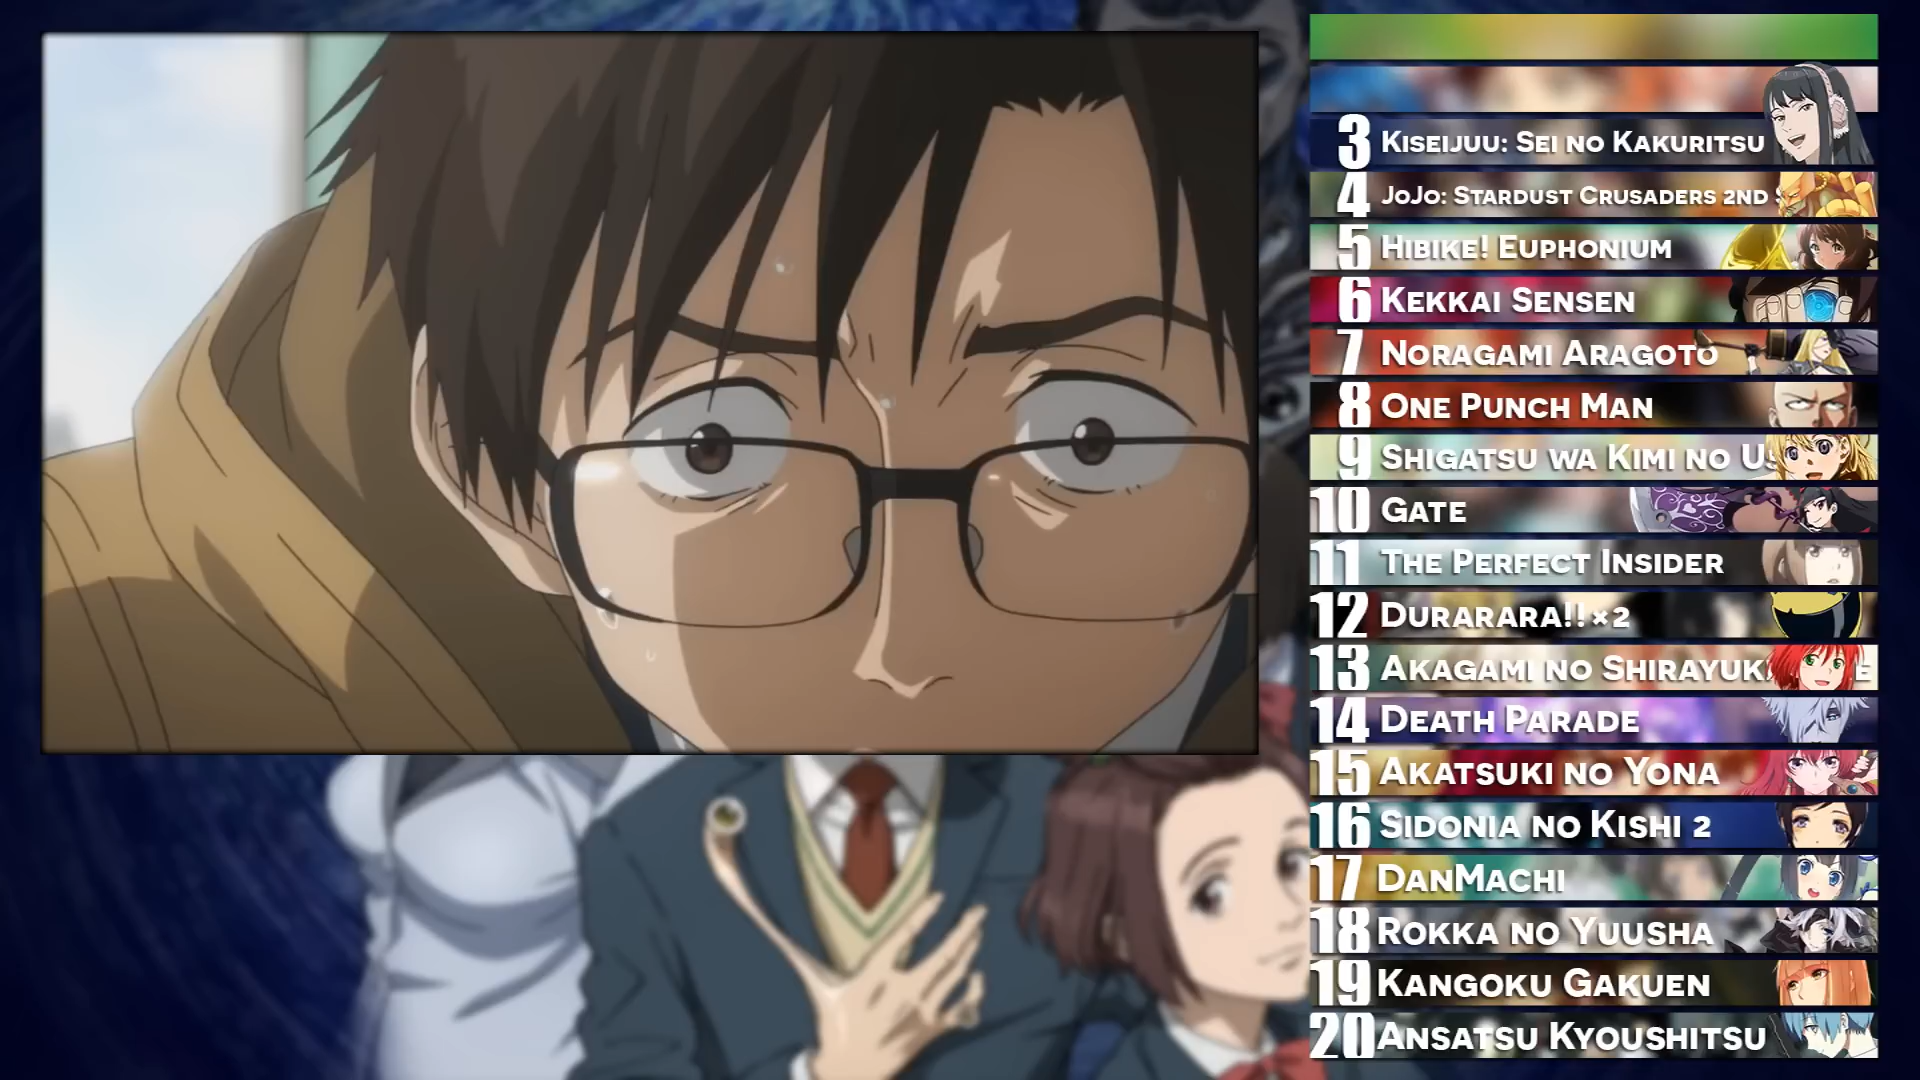 3 Kiseijuu: Sei no Kakuritsu
4 JoJo: Stardust Crusaders 2nd
5 Hibike! Euphonium
6 Kekkai Sensen
7 Noragami Aragoto
8 One Punch Man
9 Shigatsu wa Kimi no
10 Gate
11 The Perfect Insider
12 Durarara!!×2
13 Akagami no
14 Death Parade
15 Akatsuki no Yona
16 Sidonia no Kishi 2
17 DanMachi
18 Rokka no Yuusha
19 Kangoku Gakuen
20 Ansatsu Kyoushitsu